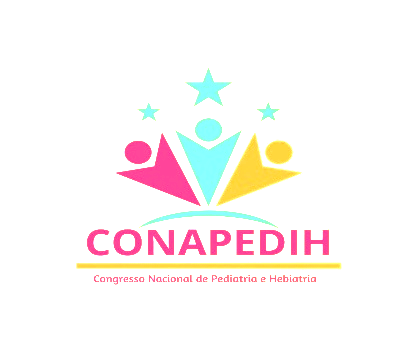 CONAPEDIH
Congresso Nacional de Pediatria e Hebiatria